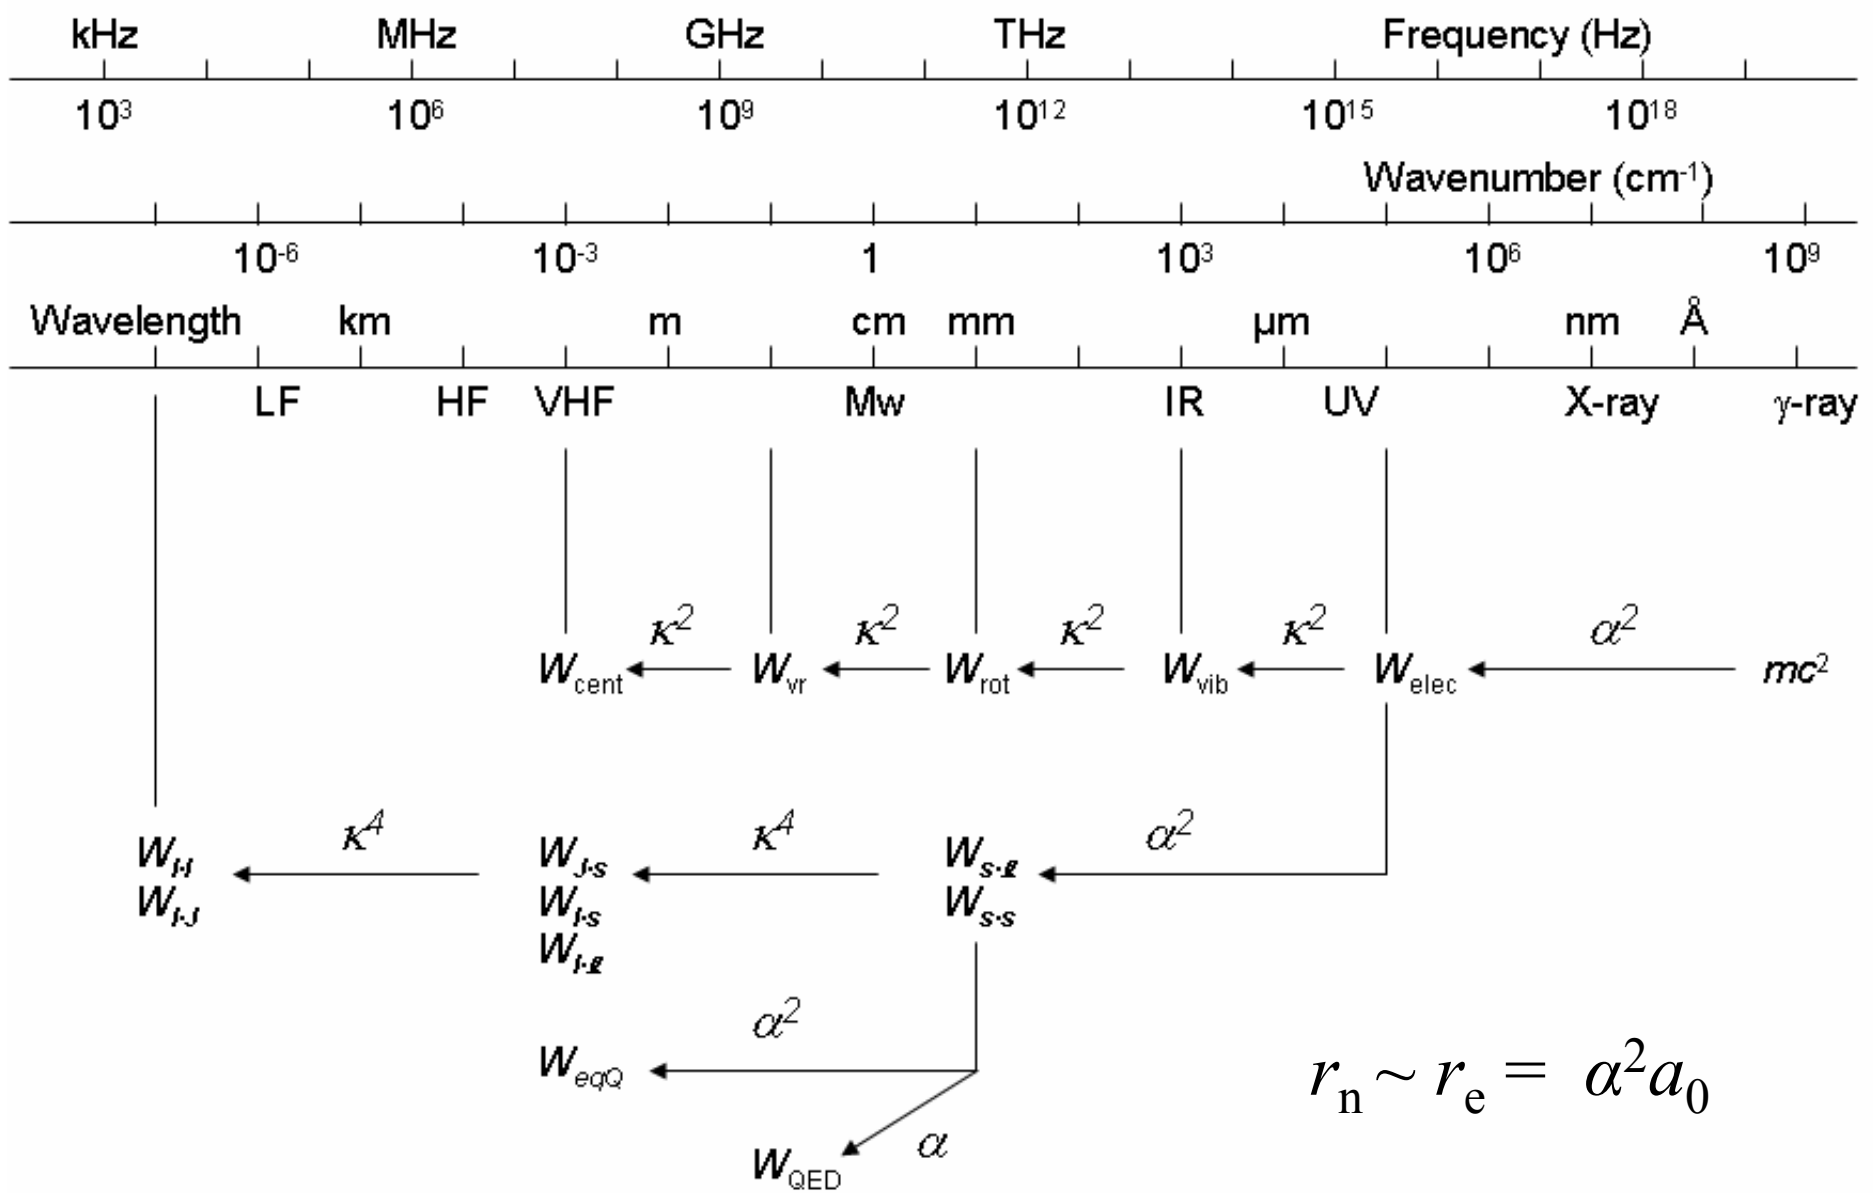 kHz MHz GHz THz Frequency (Hz)
10³ 10⁶ 10⁹ 10¹² 10¹⁵ 10¹⁸
Wavenumber (cm⁻¹)
10⁻⁶ 10⁻³ 1 10³ 10⁶ 10⁹
Wavelength km m cm mm µm nm Å
LF HF VHF Mw IR UV X-ray γ-ray
κ² κ² κ² κ² α²
W_cent W_vr W_rot W_vib W_elec mc²
κ⁴ κ⁴ α²
W_I·I W_J·s W_s·ℓ
W_I·J W_I·s W_s·s
W_I·ℓ
α²
W_eqQ
r_n ~ r_e = α²a₀
α
W_QED